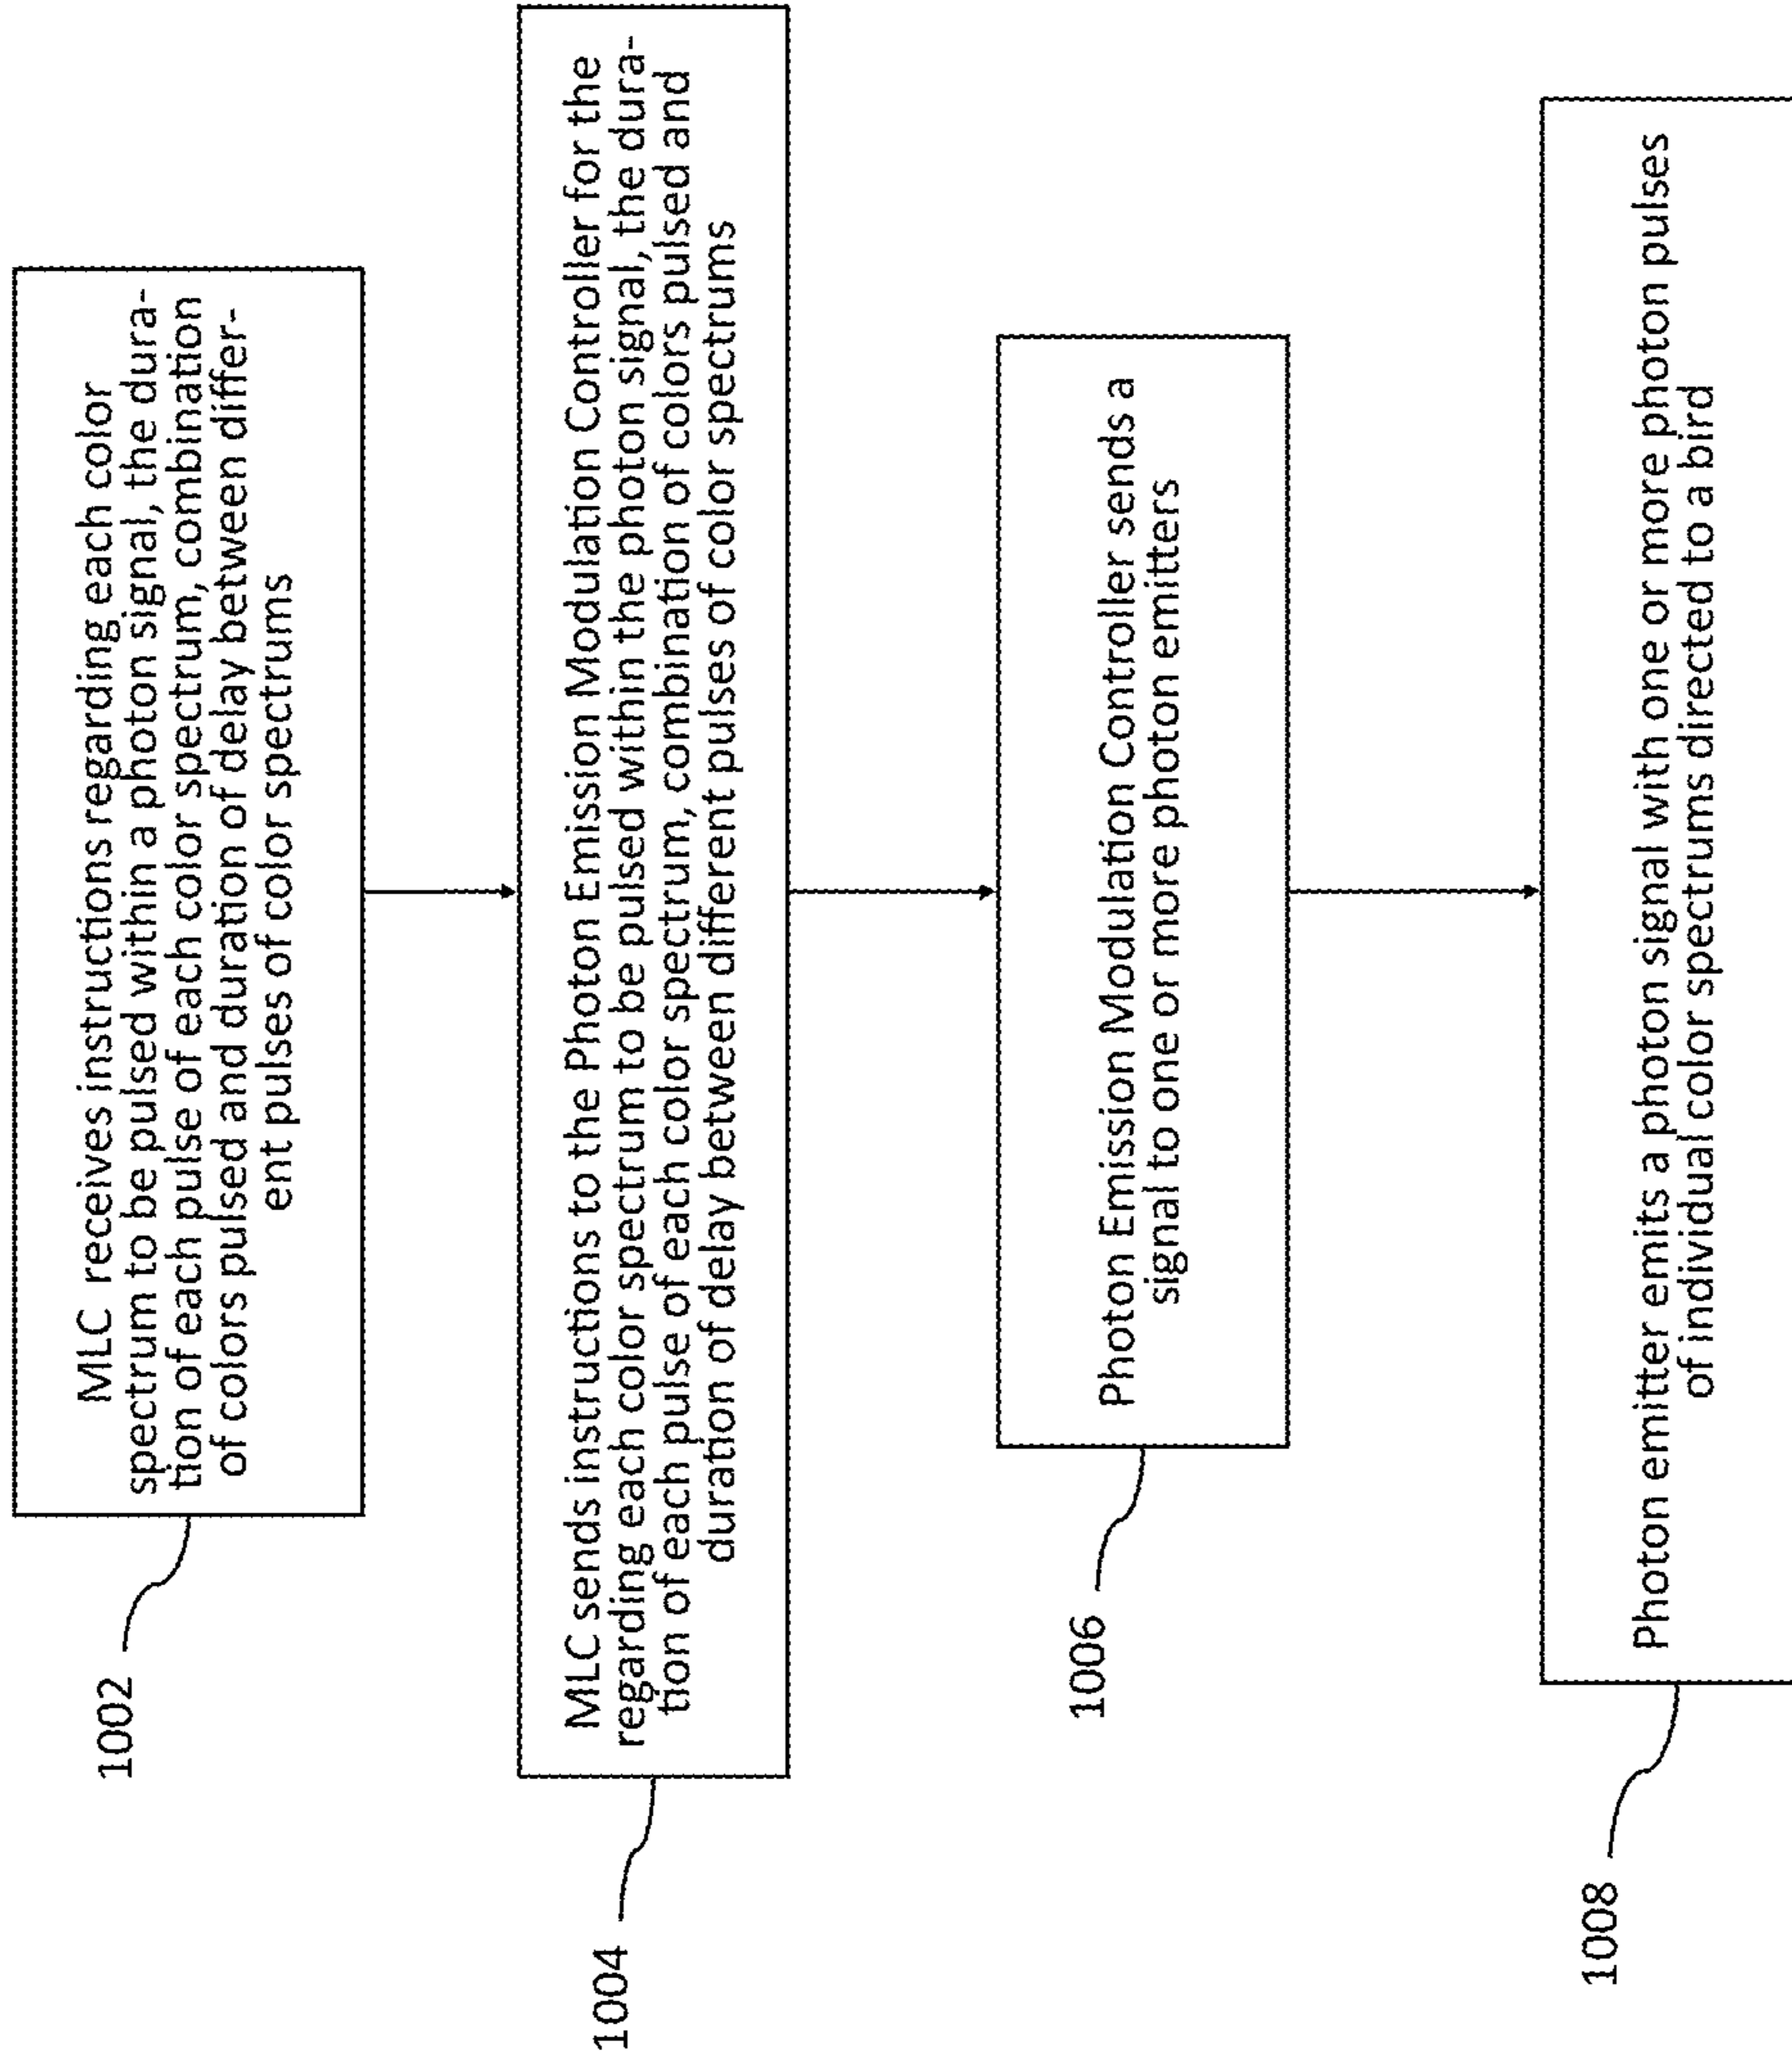 MLC receives instructions regarding each color
spectrum to be pulsed within a photon signal, the dura-
tion of each pulse of each color spectrum, combination
of colors pulsed and duration of delay between differ-
ent pulses of color spectrums
1002
MLC sends instructions to the Photon Emission Modulation Controller for the
regarding each color spectrum to be pulsed within the photon signal, the dura-
tion of each pulse of each color spectrum, combination of colors pulsed and
duration of delay between different pulses of color spectrums
1004
Photon Emission Modulation Controller sends a
signal to one or more photon emitters
1006
Photon emitter emits a photon signal with one or more photon pulses
of individual color spectrums directed to a bird
1008